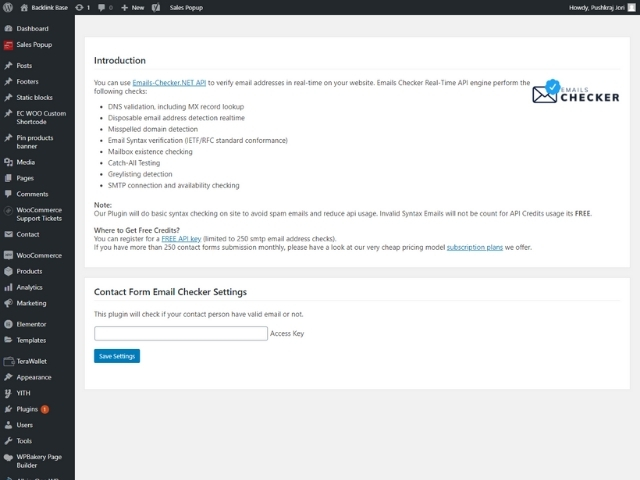 Backlink Base
1
0
New
Sales Popup
Howdy, Pushkraj Jori
Dashboard
Sales Popup
Posts
Footers
Static blocks
EC WOO Custom
Shortcode
Pin products
banner
Media
Pages
Comments
WooCommerce
Support Tickets
Contact
WooCommerce
Products
Analytics
Marketing
Elementor
Templates
TeraWallet
Appearance
YITH
Plugins 1
Users
Tools
WPBakery Page
Builder
Introduction
You can use Emails-Checker.NET API to verify email addresses in real-time on your website. Emails Checker Real-Time API engine perform the
following checks:
DNS validation, including MX record lookup
Disposable email address detection realtime
Misspelled domain detection
Email Syntax verification (IETF/RFC standard conformance)
Mailbox existence checking
Catch-All Testing
Greylisting detection
SMTP connection and availability checking
EMAILS
CHECKER
Note:
Our Plugin will do basic syntax checking on site to avoid spam emails and reduce api usage. Invalid Syntax Emails will not be count for API Credits usage its FREE.
Where to Get Free Credits?
You can register for a FREE API key (limited to 250 smtp email address checks).
If you have more than 250 contact forms submission monthly, please have a look at our very cheap pricing model subscription plans we offer.
Contact Form Email Checker Settings
This plugin will check if your contact person have valid email or not.
Access Key
Save Settings